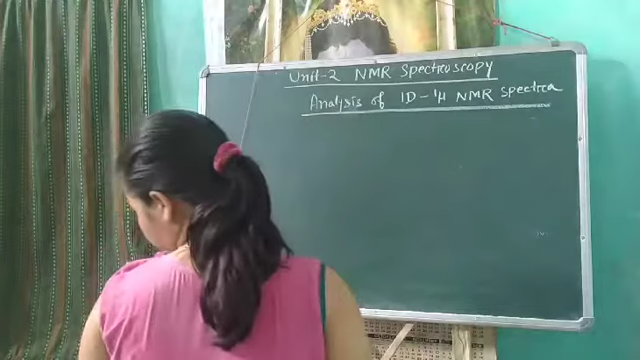 Unit-2 NMR Spectroscopy
Analysis of 1D-¹H NMR Spectra